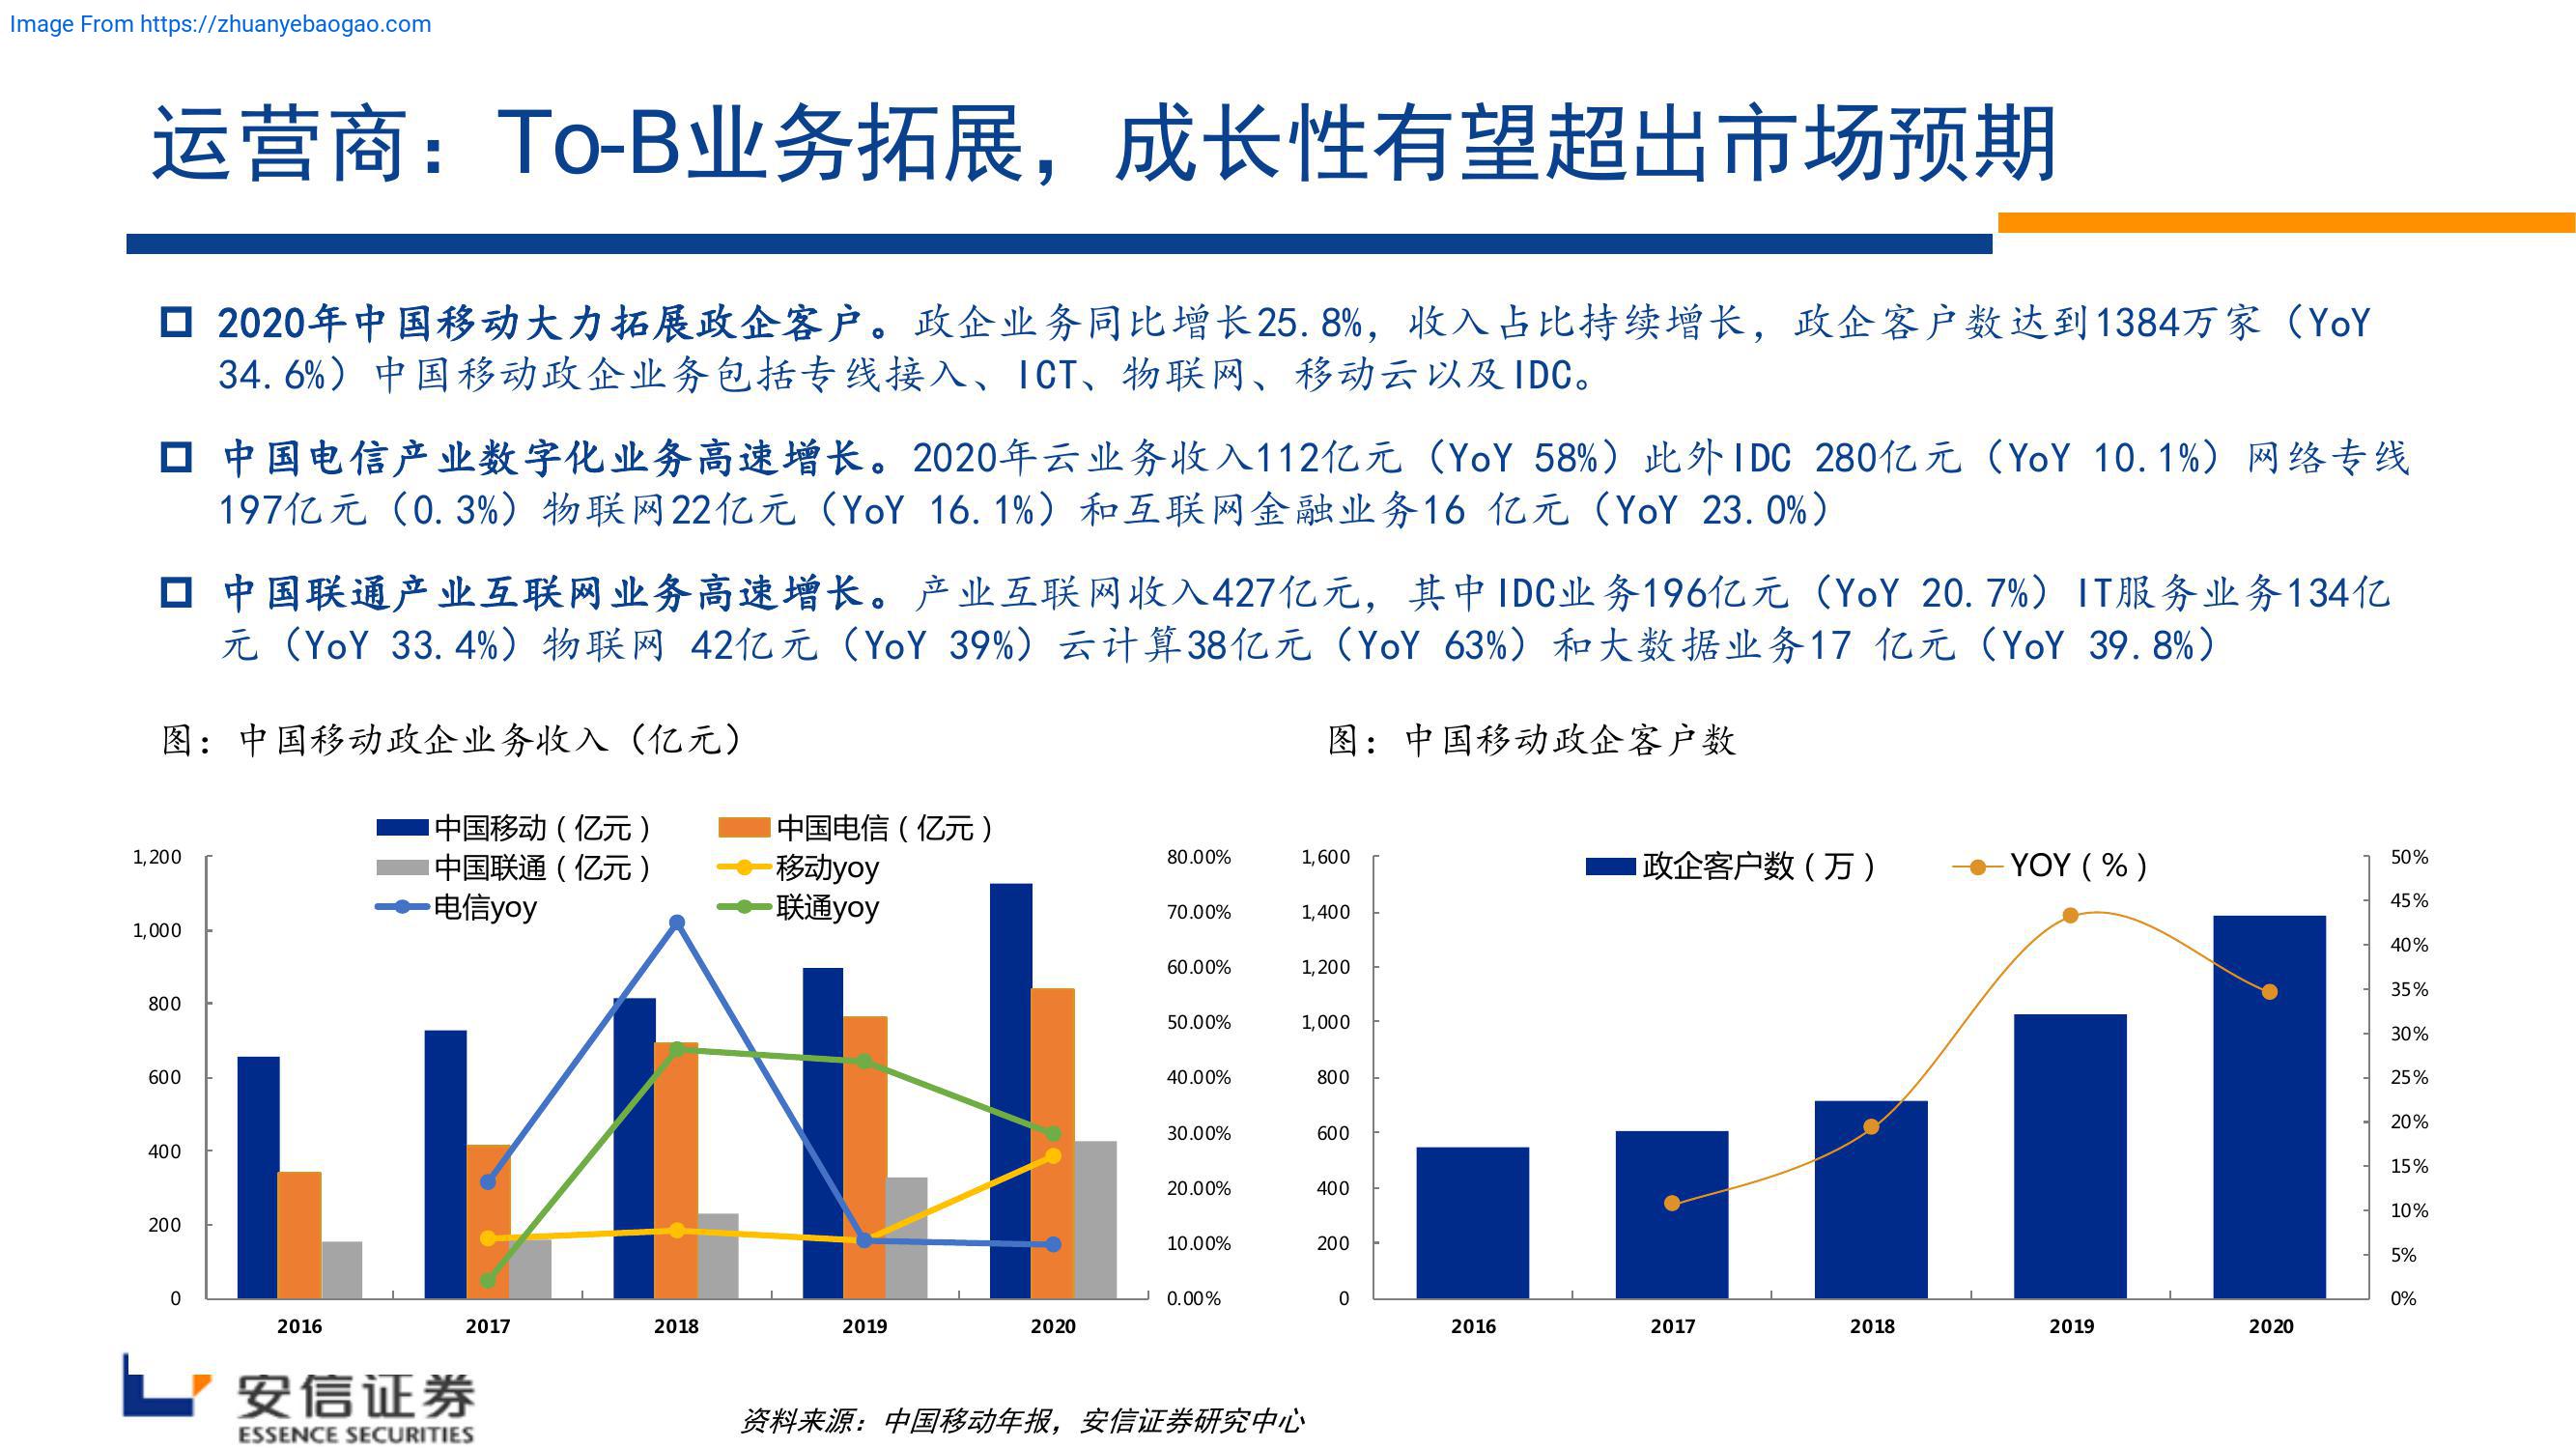 Image From https://zhuanyebaogao.com
运营商：To-B业务拓展，成长性有望超出市场预期
2020年中国移动大力拓展政企客户。政企业务同比增长25.8%，收入占比持续增长，政企客户数达到1384万家（YoY
34.6%）中国移动政企业务包括专线接入、ICT、物联网、移动云以及IDC。
中国电信产业数字化业务高速增长。2020年云业务收入112亿元（YoY 58%）此外IDC 280亿元（YoY 10.1%）网络专线
197亿元（0.3%）物联网22亿元（YoY 16.1%）和互联网金融业务16 亿元（YoY 23.0%）
中国联通产业互联网业务高速增长。产业互联网收入427亿元，其中IDC业务196亿元（YoY 20.7%）IT服务业务134亿
元（YoY 33.4%）物联网 42亿元（YoY 39%）云计算38亿元（YoY 63%）和大数据业务17 亿元（YoY 39.8%）
图：中国移动政企业务收入（亿元）
中国移动（亿元） 中国电信（亿元）
中国联通（亿元） 移动yoy
电信yoy 联通yoy
1,200
1,000
800
600
400
200
0
80.00%
70.00%
60.00%
50.00%
40.00%
30.00%
20.00%
10.00%
0.00%
2016 2017 2018 2019 2020
图：中国移动政企客户数
政企客户数（万） YOY（%）
1,600
1,400
1,200
1,000
800
600
400
200
0
50%
45%
40%
35%
30%
25%
20%
15%
10%
5%
0%
2016 2017 2018 2019 2020
安信证券
ESSENCE SECURITIES
资料来源：中国移动年报，安信证券研究中心